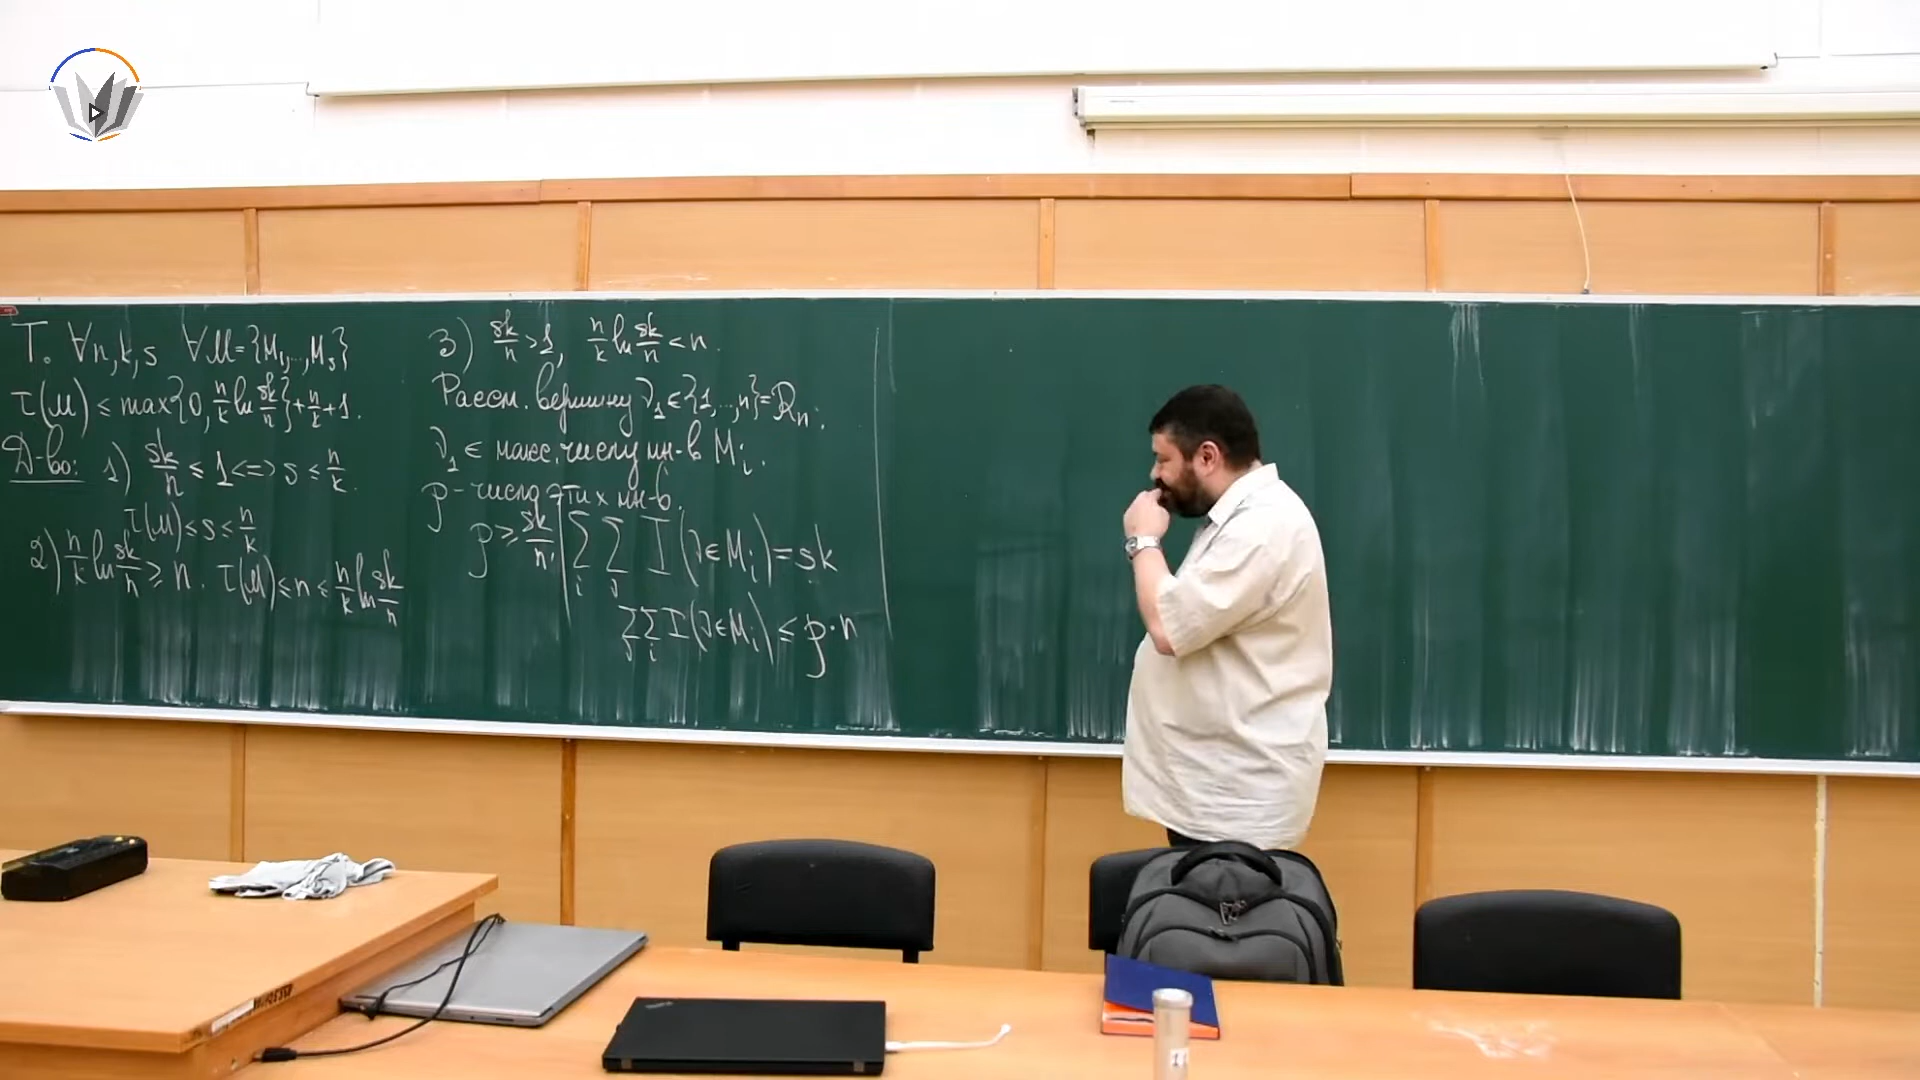 Т. ∀n,k,s ∀M={M₁,...,Mₛ}
τ(M) ≤ max{0, n/k ln sk/n} + n/k + 1.
Д-во: 1) sk/n ≤ 1 <=> s ≤ n/k.
τ(M) ≤ s ≤ n/k
2) n/k ln sk/n ≥ n. τ(M) ≤ n ≤ n/k ln sk/n
3) sk/n > 1, n/k ln sk/n < n.
Рассм. вершину ν₁ ∈ {1,...,n} = Rₙ:
ν₁ ∈ макс. числу мн-в Mᵢ.
ρ - число этих мн-в.
ρ ≥ sk/n, | ∑ᵢ ∑ᵥ I(ν∈Mᵢ) = sk
∑ᵥ ∑ᵢ I(ν∈Mᵢ) ≤ ρ·n